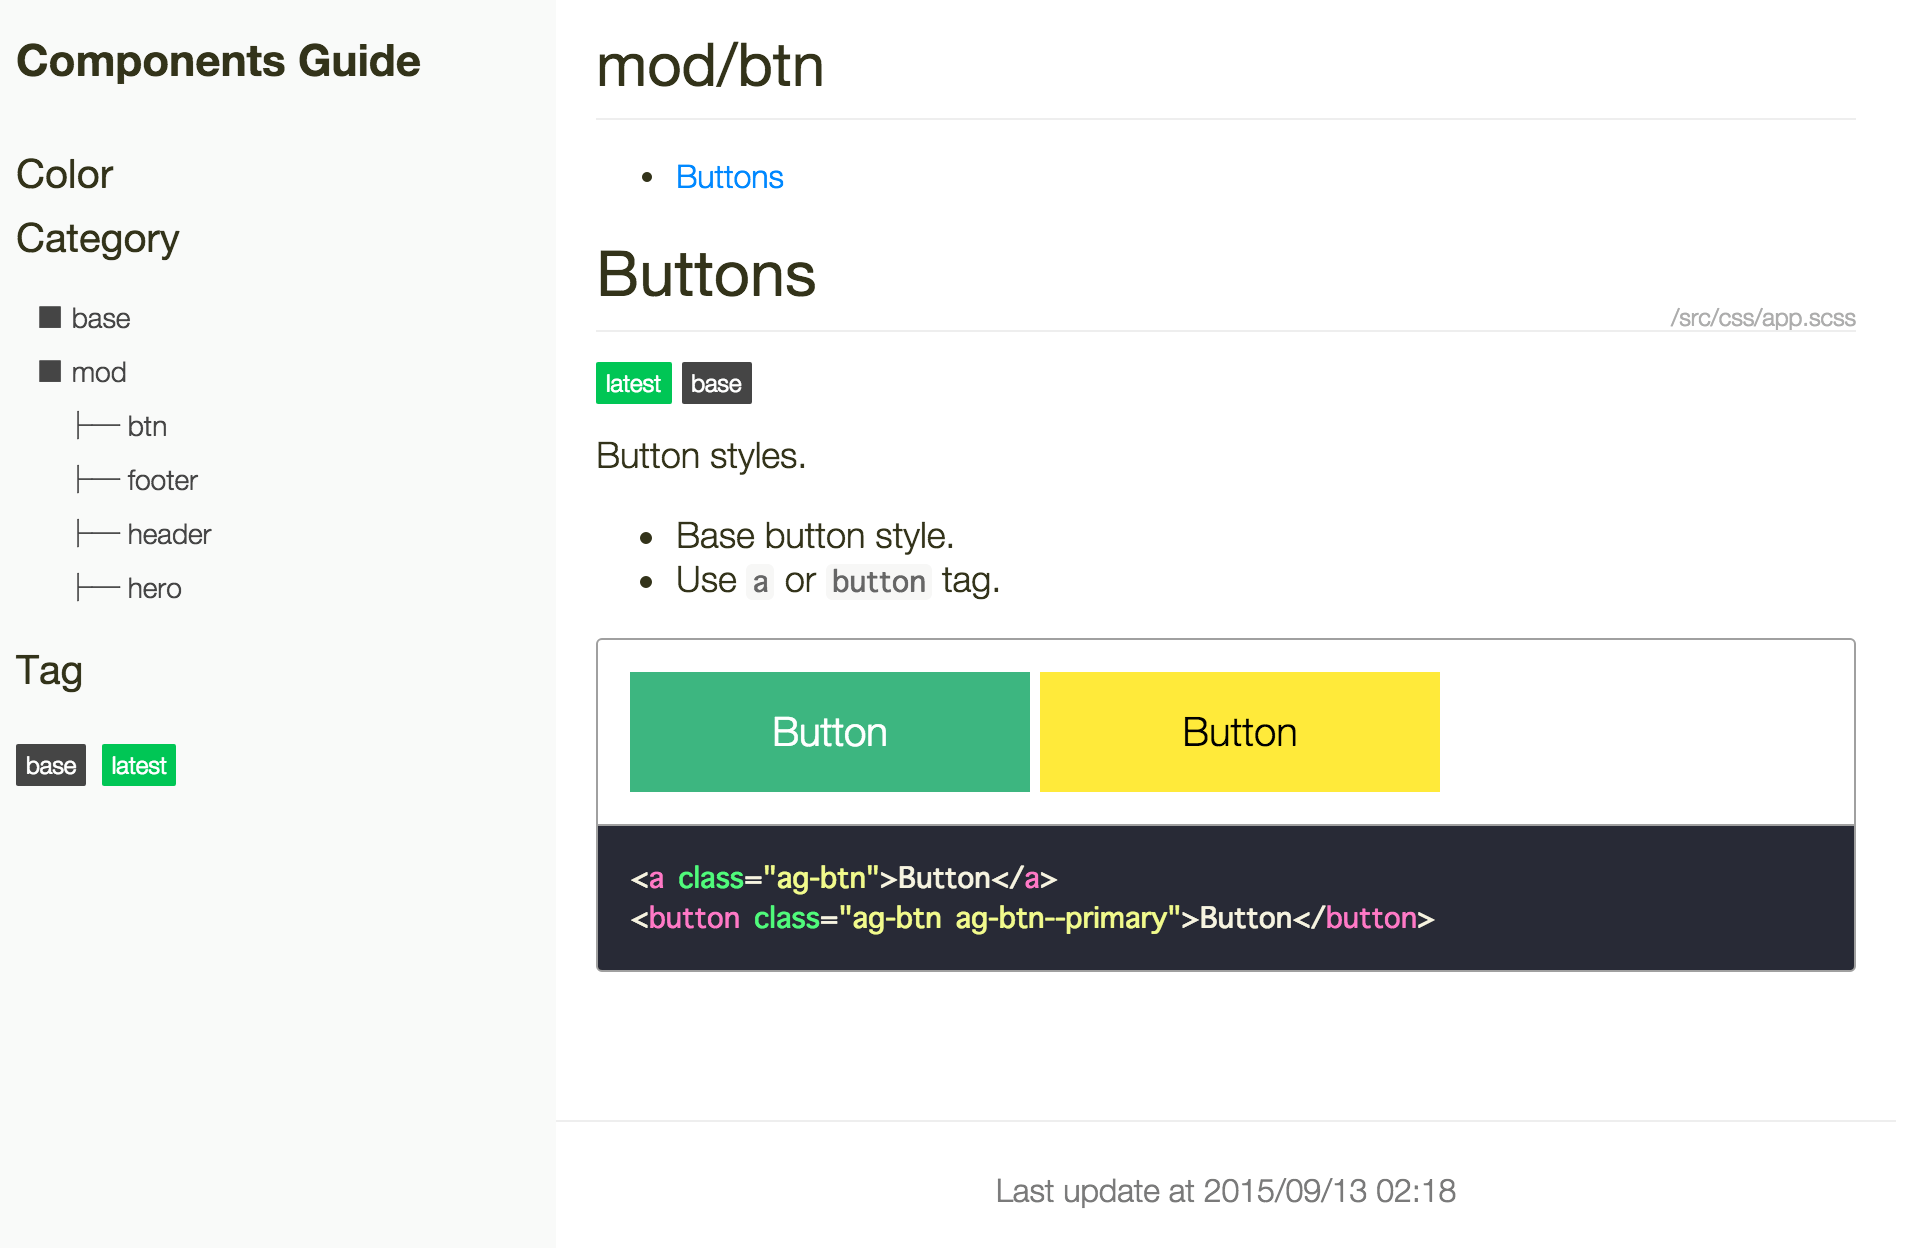 Components Guide
Color
Category
■ base
■ mod
├── btn
├── footer
├── header
├── hero
Tag
base latest
mod/btn
• Buttons
Buttons
/src/css/app.scss
latest base
Button styles.
• Base button style.
• Use a or button tag.
Button Button
<a class="ag-btn">Button</a>
<button class="ag-btn ag-btn--primary">Button</button>
Last update at 2015/09/13 02:18